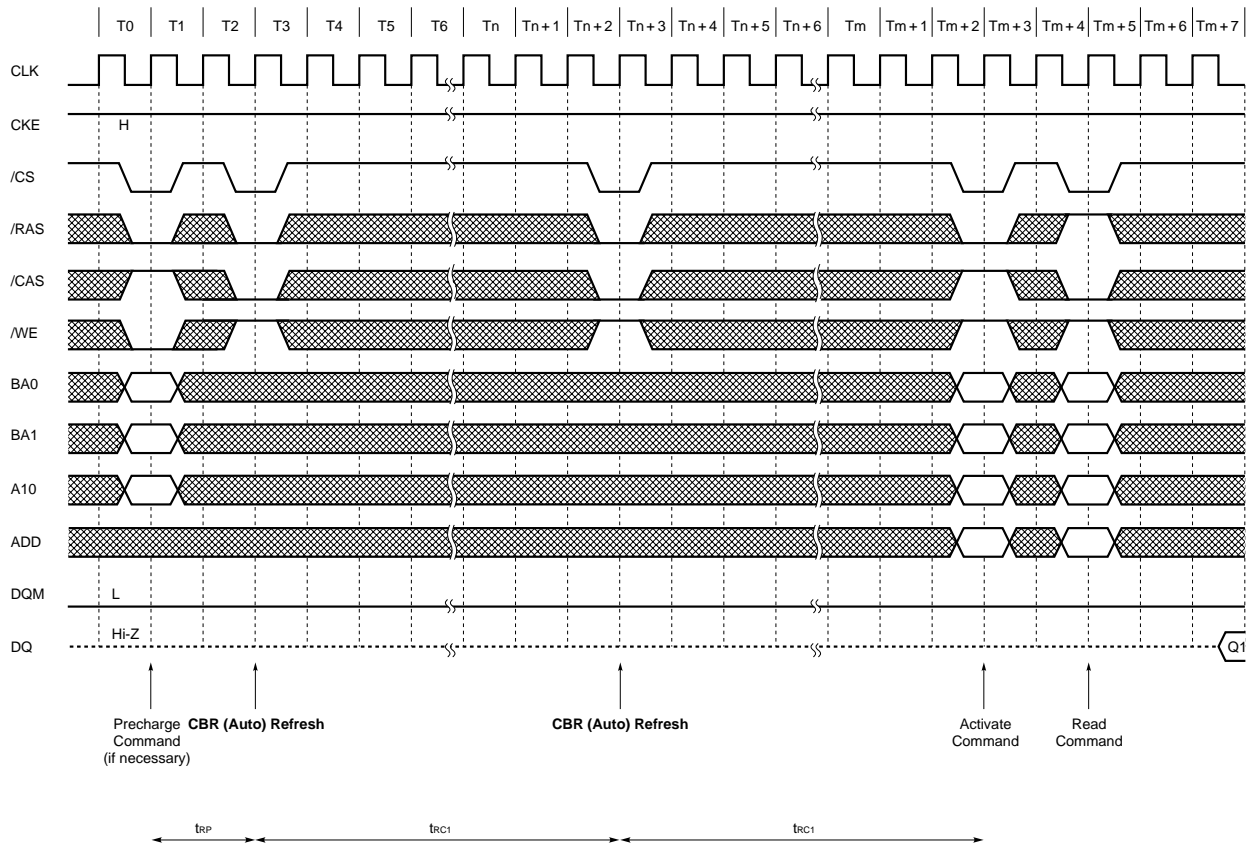 T0 T1 T2 T3 T4 T5 T6 Tn Tn + 1 Tn + 2 Tn + 3 Tn + 4 Tn + 5 Tn + 6 Tm Tm + 1 Tm + 2 Tm + 3 Tm + 4 Tm + 5 Tm + 6 Tm + 7
CLK
CKE H
/CS
/RAS
/CAS
/WE
BA0
BA1
A10
ADD
DQM L
DQ Hi-Z Q1
Precharge
Command
(if necessary)
CBR (Auto) Refresh
CBR (Auto) Refresh
Activate
Command
Read
Command
tRP tRC1 tRC1